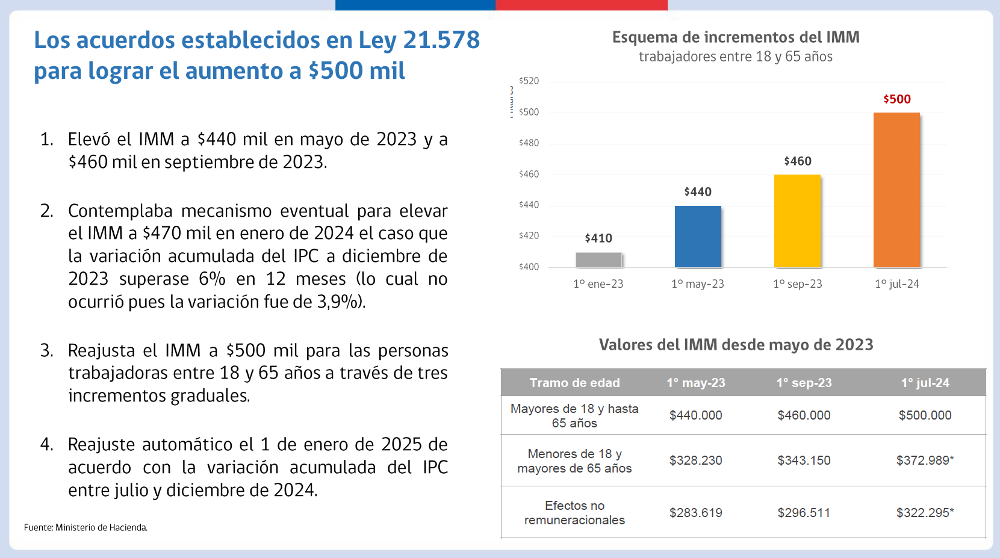 Los acuerdos establecidos en Ley 21.578
para lograr el aumento a $500 mil
1. Elevó el IMM a $440 mil en mayo de 2023 y a
$460 mil en septiembre de 2023.
2. Contemplaba mecanismo eventual para elevar
el IMM a $470 mil en enero de 2024 el caso que
la variación acumulada del IPC a diciembre de
2023 superase 6% en 12 meses (lo cual no
ocurrió pues la variación fue de 3,9%).
3. Reajusta el IMM a $500 mil para las personas
trabajadoras entre 18 y 65 años a través de tres
incrementos graduales.
4. Reajuste automático el 1 de enero de 2025 de
acuerdo con la variación acumulada del IPC
entre julio y diciembre de 2024.
Fuente: Ministerio de Hacienda.
Esquema de incrementos del IMM
trabajadores entre 18 y 65 años
$520
$500
$480
$460
$440
$420
$400
$410
$440
$460
$500
1° ene-23 1° may-23 1° sep-23 1° jul-24
Valores del IMM desde mayo de 2023
Tramo de edad 1° may-23 1° sep-23 1° jul-24
Mayores de 18 y hasta
65 años $440.000 $460.000 $500.000
Menores de 18 y
mayores de 65 años $328.230 $343.150 $372.989*
Efectos no
remuneracionales $283.619 $296.511 $322.295*